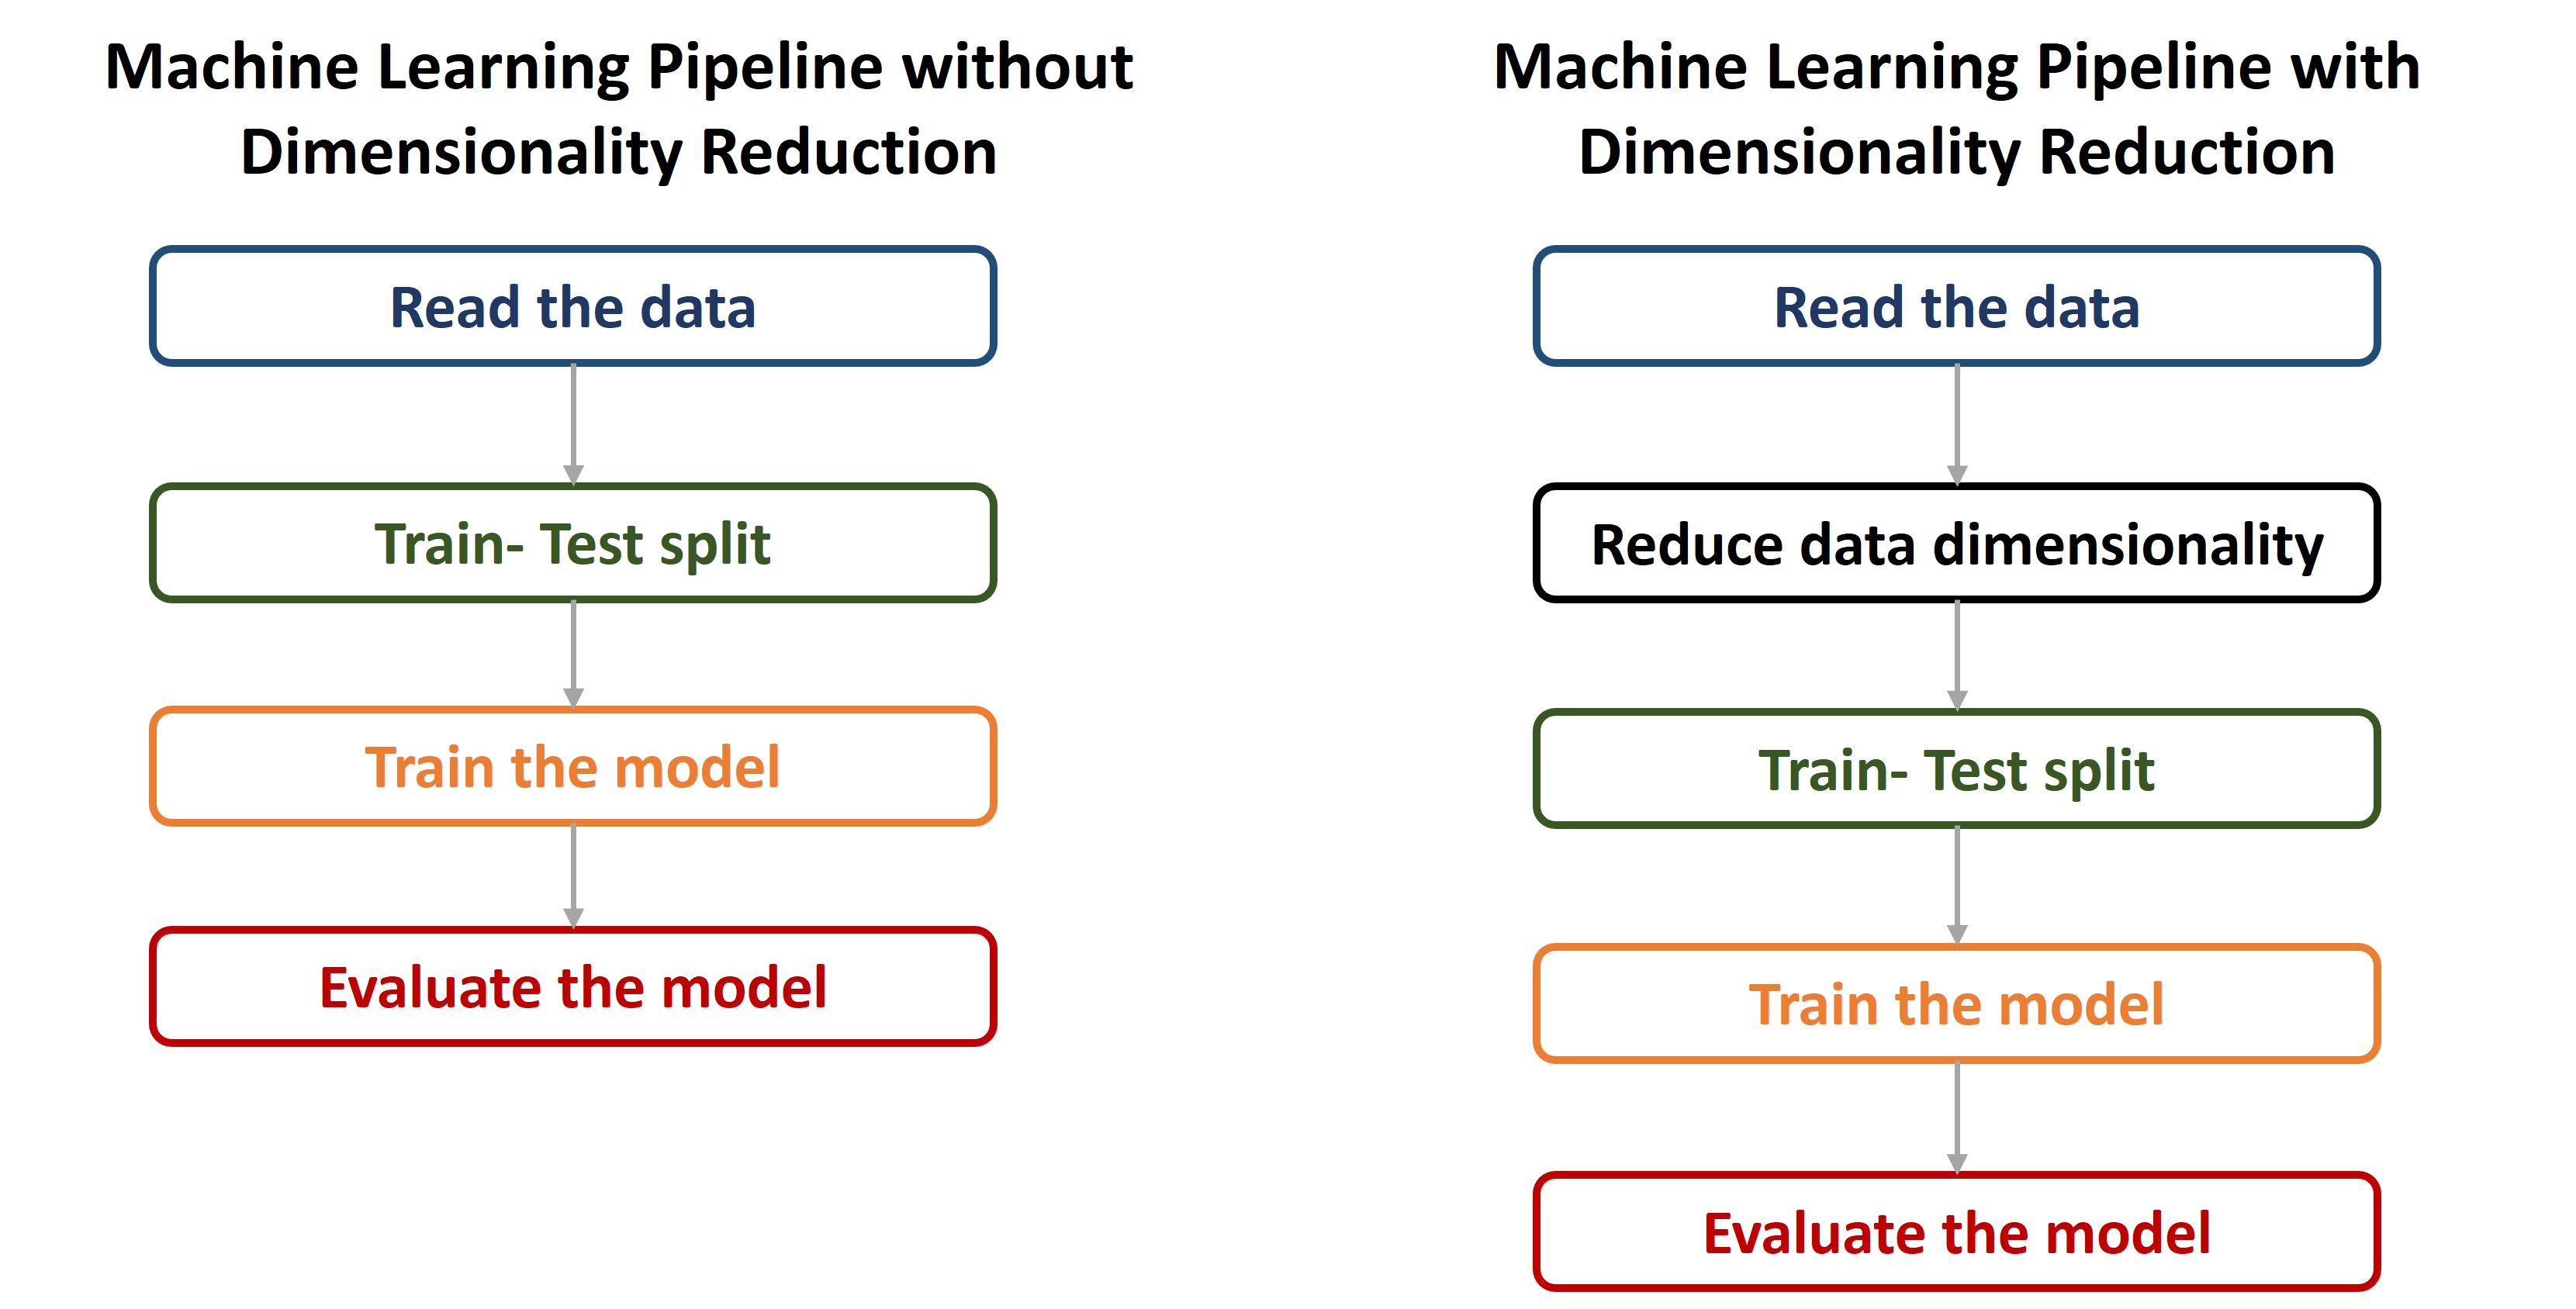 Machine Learning Pipeline without
Dimensionality Reduction
Read the data
Train- Test split
Train the model
Evaluate the model
Machine Learning Pipeline with
Dimensionality Reduction
Read the data
Reduce data dimensionality
Train- Test split
Train the model
Evaluate the model